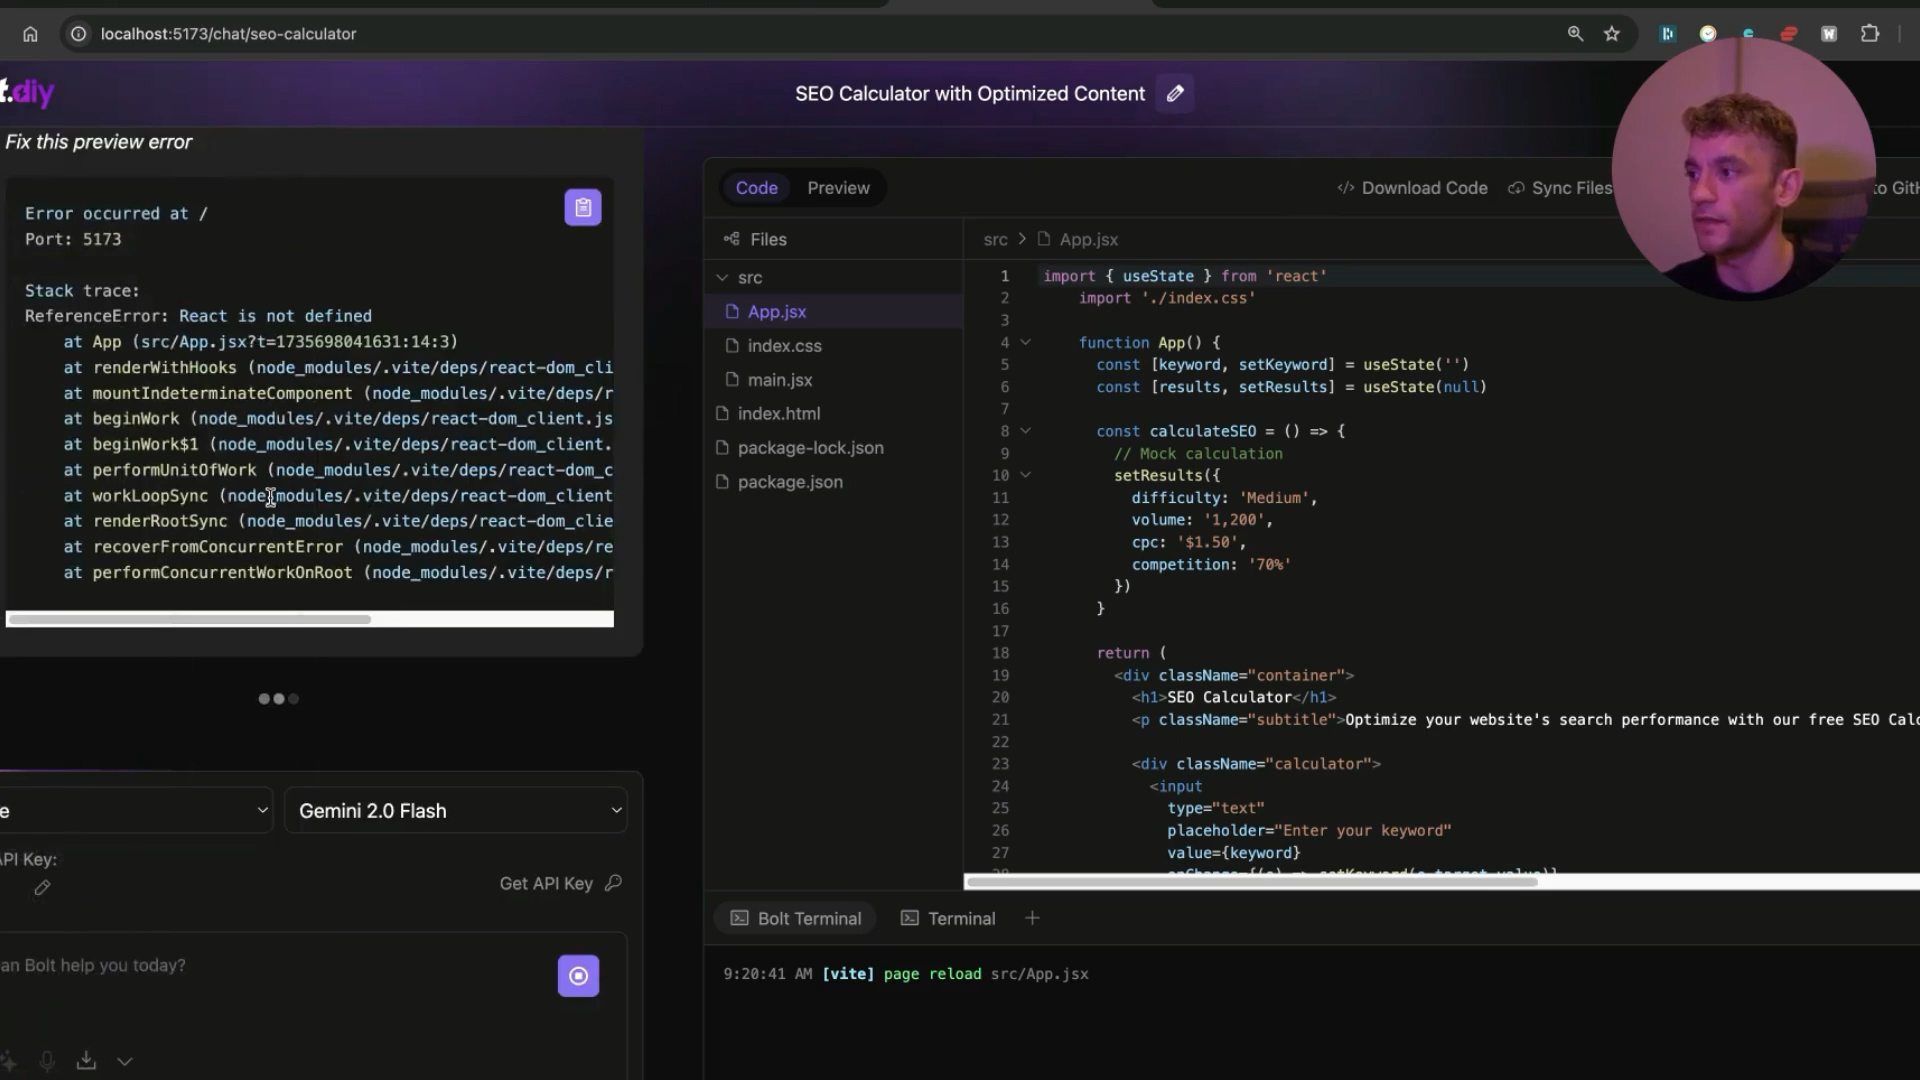 localhost:5173/chat/seo-calculator
t.diy
SEO Calculator with Optimized Content
Fix this preview error
Error occurred at /
Port: 5173
Stack trace:
ReferenceError: React is not defined
at App (src/App.jsx?t=1735698041631:14:3)
at renderWithHooks (node_modules/.vite/deps/react-dom_cli
at mountIndeterminateComponent (node_modules/.vite/deps/r
at beginWork (node_modules/.vite/deps/react-dom_client.js
at beginWork$1 (node_modules/.vite/deps/react-dom_client.
at performUnitOfWork (node_modules/.vite/deps/react-dom_c
at workLoopSync (node_modules/.vite/deps/react-dom_client
at renderRootSync (node_modules/.vite/deps/react-dom_clie
at recoverFromConcurrentError (node_modules/.vite/deps/re
at performConcurrentWorkOnRoot (node_modules/.vite/deps/r
e
Gemini 2.0 Flash
API Key:
Get API Key
an Bolt help you today?
Code
Preview
Download Code
Sync Files
to GitH
Files
src
App.jsx
index.css
main.jsx
index.html
package-lock.json
package.json
src > App.jsx
1 import { useState } from 'react'
2 import './index.css'
3
4 function App() {
5 const [keyword, setKeyword] = useState('')
6 const [results, setResults] = useState(null)
7
8 const calculateSEO = () => {
9 // Mock calculation
10 setResults({
11 difficulty: 'Medium',
12 volume: '1,200',
13 cpc: '$1.50',
14 competition: '70%'
15 })
16 }
17
18 return (
19 <div className="container">
20 <h1>SEO Calculator</h1>
21 <p className="subtitle">Optimize your website's search performance with our free SEO Calc
22
23 <div className="calculator">
24 <input
25 type="text"
26 placeholder="Enter your keyword"
27 value={keyword}
28 onChange={(e) => setKeyword(e.target.value)}
Bolt Terminal
Terminal
9:20:41 AM [vite] page reload src/App.jsx